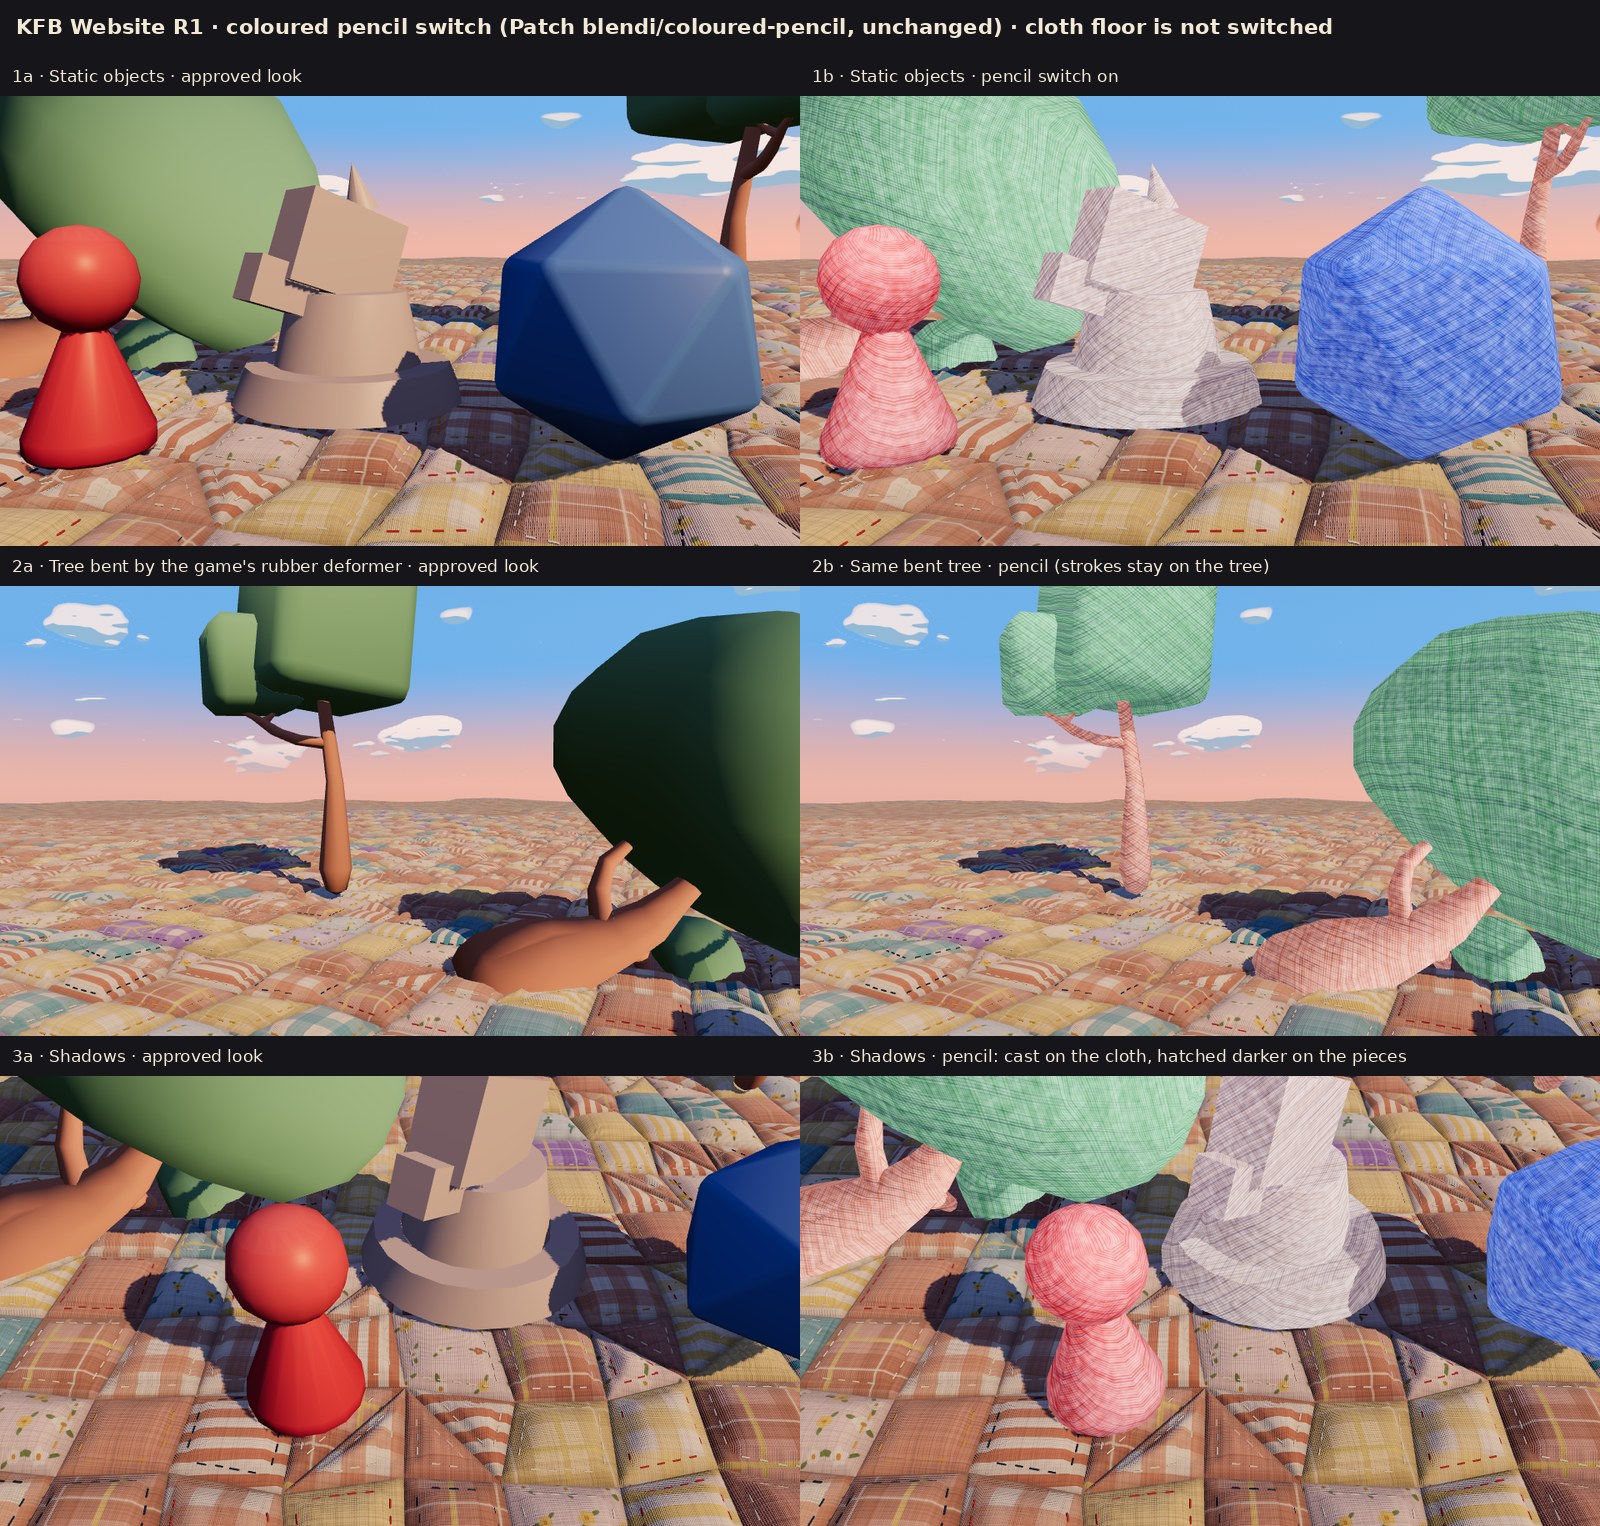 KFB Website R1 · coloured pencil switch (Patch blendi/coloured-pencil, unchanged) · cloth floor is not switched
1a · Static objects · approved look
1b · Static objects · pencil switch on
2a · Tree bent by the game's rubber deformer · approved look
2b · Same bent tree · pencil (strokes stay on the tree)
3a · Shadows · approved look
3b · Shadows · pencil: cast on the cloth, hatched darker on the pieces